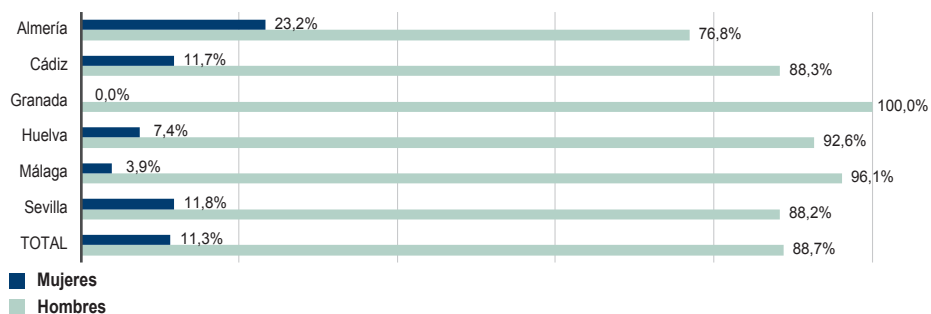 Almería 23,2%
76,8%
Cádiz 11,7%
88,3%
Granada 0,0%
100,0%
Huelva 7,4%
92,6%
Málaga 3,9%
96,1%
Sevilla 11,8%
88,2%
TOTAL 11,3%
88,7%
Mujeres
Hombres